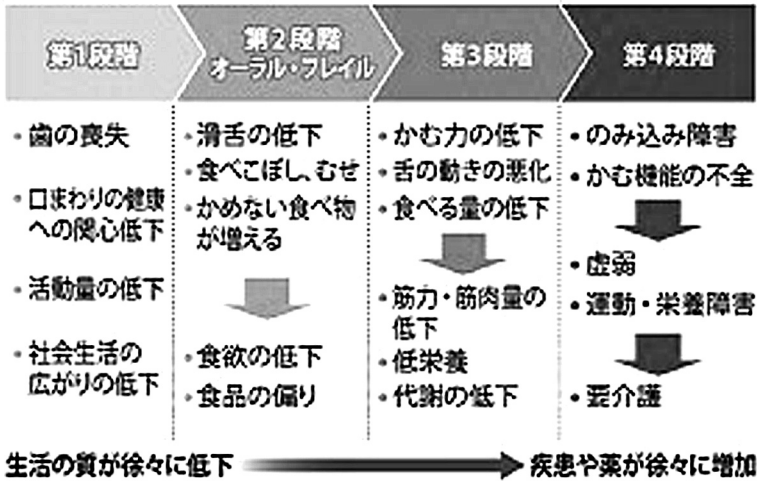 第1段階
第2段階
オーラル・フレイル
第3段階
第4段階
・歯の喪失
・口まわりの健康
への関心低下
・活動量の低下
・社会生活の
広がりの低下
・滑舌の低下
・食べこぼし、むせ
・かめない食べ物
が増える
・食欲の低下
・食品の偏り
・かむ力の低下
・舌の動きの悪化
・食べる量の低下
・筋力・筋肉量の
低下
・低栄養
・代謝の低下
・のみ込み障害
・かむ機能の不全
・虚弱
・運動・栄養障害
・要介護
生活の質が徐々に低下
疾患や薬が徐々に増加